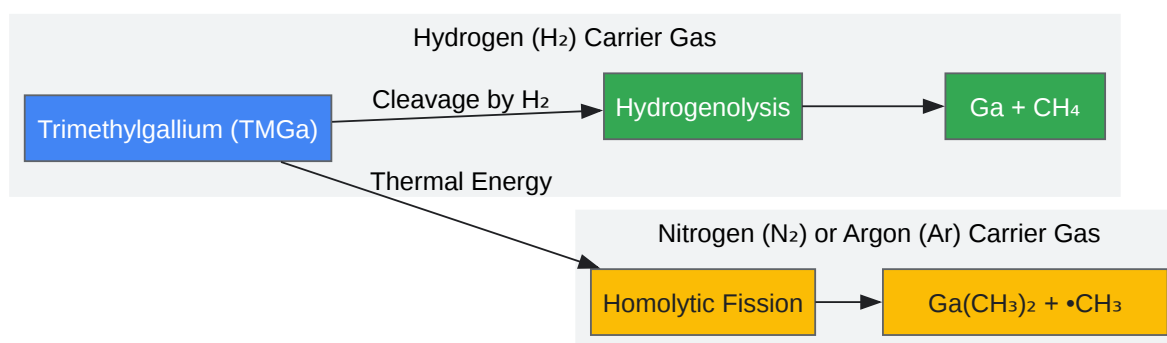 Hydrogen (H₂) Carrier Gas
Trimethylgallium (TMGa)
Cleavage by H₂
Hydrogenolysis
Ga + CH₄
Thermal Energy
Nitrogen (N₂) or Argon (Ar) Carrier Gas
Homolytic Fission
Ga(CH₃)₂ + •CH₃